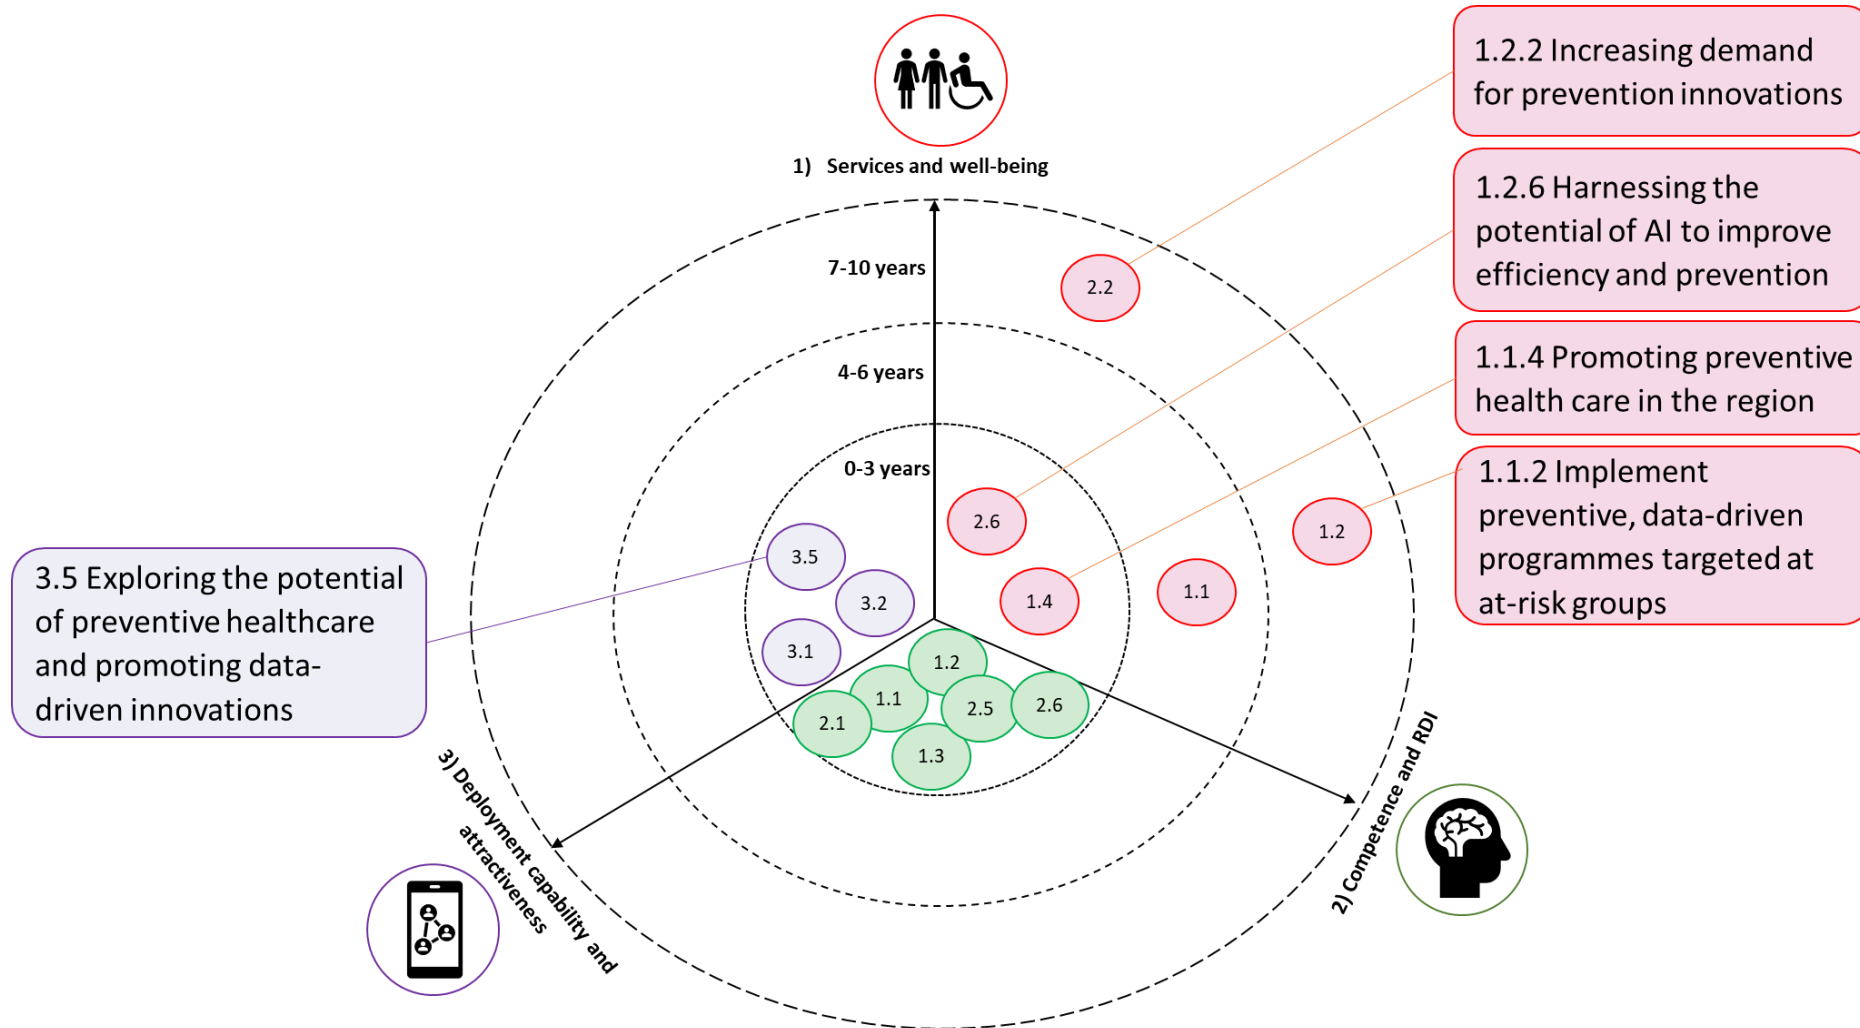 1.2.2 Increasing demand
for prevention innovations
1) Services and well-being
1.2.6 Harnessing the
potential of AI to improve
efficiency and prevention
7-10 years
2.2
4-6 years
1.1.4 Promoting preventive
health care in the region
0-3 years
1.1.2 Implement
preventive, data-driven
programmes targeted at
at-risk groups
2.6
1.2
3.5
1.4
1.1
3.2
3.1
3.5 Exploring the potential
of preventive healthcare
and promoting data-
driven innovations
1.2
1.1
2.5
2.6
2.1
1.3
2) Competence and RDI
3) Deployment capability and
attractiveness